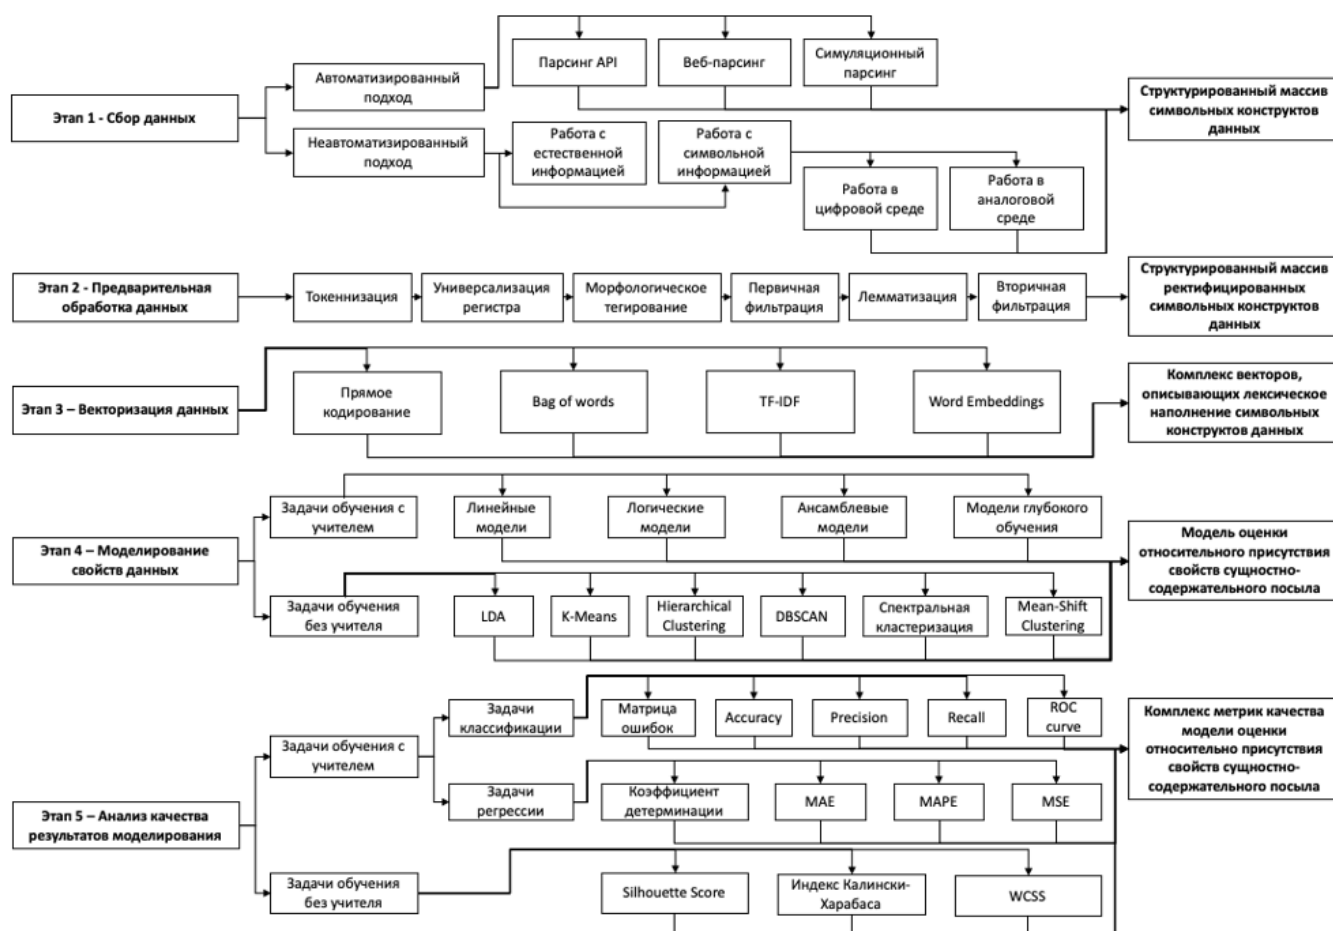 Парсинг API
Веб-парсинг
Симуляционный
парсинг
Автоматизированный
подход
Этап 1 - Сбор данных
Структурированный массив
символьных конструктов
данных
Неавтоматизированный
подход
Работа с
естественной
информацией
Работа с
символьной
информацией
Работа в
цифровой среде
Работа в
аналоговой
среде
Этап 2 - Предварительная
обработка данных
Токеннизация
Универсализация
регистра
Морфологическое
тегирование
Первичная
фильтрация
Лемматизация
Вторичная
фильтрация
Структурированный массив
ректифицированных
символьных конструктов
данных
Этап 3 – Векторизация данных
Прямое
кодирование
Bag of words
TF-IDF
Word Embeddings
Комплекс векторов,
описывающих лексическое
наполнение символьных
конструктов данных
Этап 4 – Моделирование
свойств данных
Задачи обучения с
учителем
Линейные
модели
Логические
модели
Ансамблевые
модели
Модели глубокого
обучения
Задачи обучения
без учителя
LDA
K-Means
Hierarchical
Clustering
DBSCAN
Спектральная
кластеризация
Mean-Shift
Clustering
Модель оценки
относительного присутствия
свойств сущностно-
содержательного посыла
Этап 5 – Анализ качества
результатов моделирования
Задачи обучения с
учителем
Задачи
классификации
Матрица
ошибок
Accuracy
Precision
Recall
ROC
curve
Задачи
регрессии
Коэффициент
детерминации
MAE
MAPE
MSE
Задачи обучения
без учителя
Silhouette Score
Индекс Калински-
Харабаса
WCSS
Комплекс метрик качества
модели оценки
относительно присутствия
свойств сущностно-
содержательного посыла